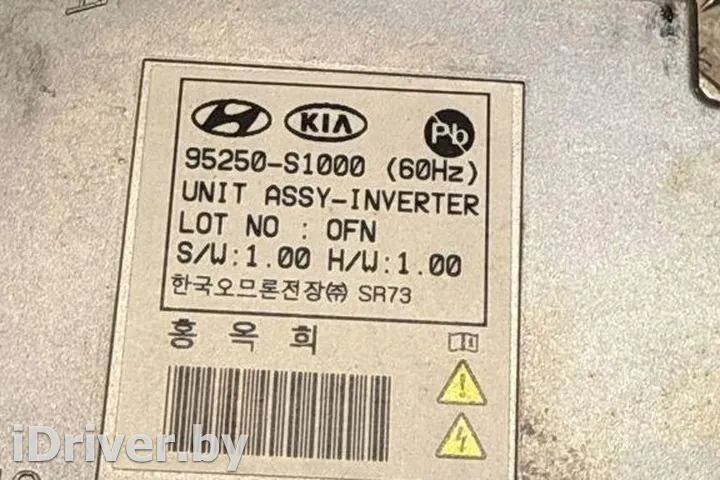 KIA
Pb
95250-S1000 (60Hz)
UNIT ASSY-INVERTER
LOT NO : OFN
S/W:1.00 H/W:1.00
한국오므론전장㈜ SR73
홍 옥 희
iDriver.by